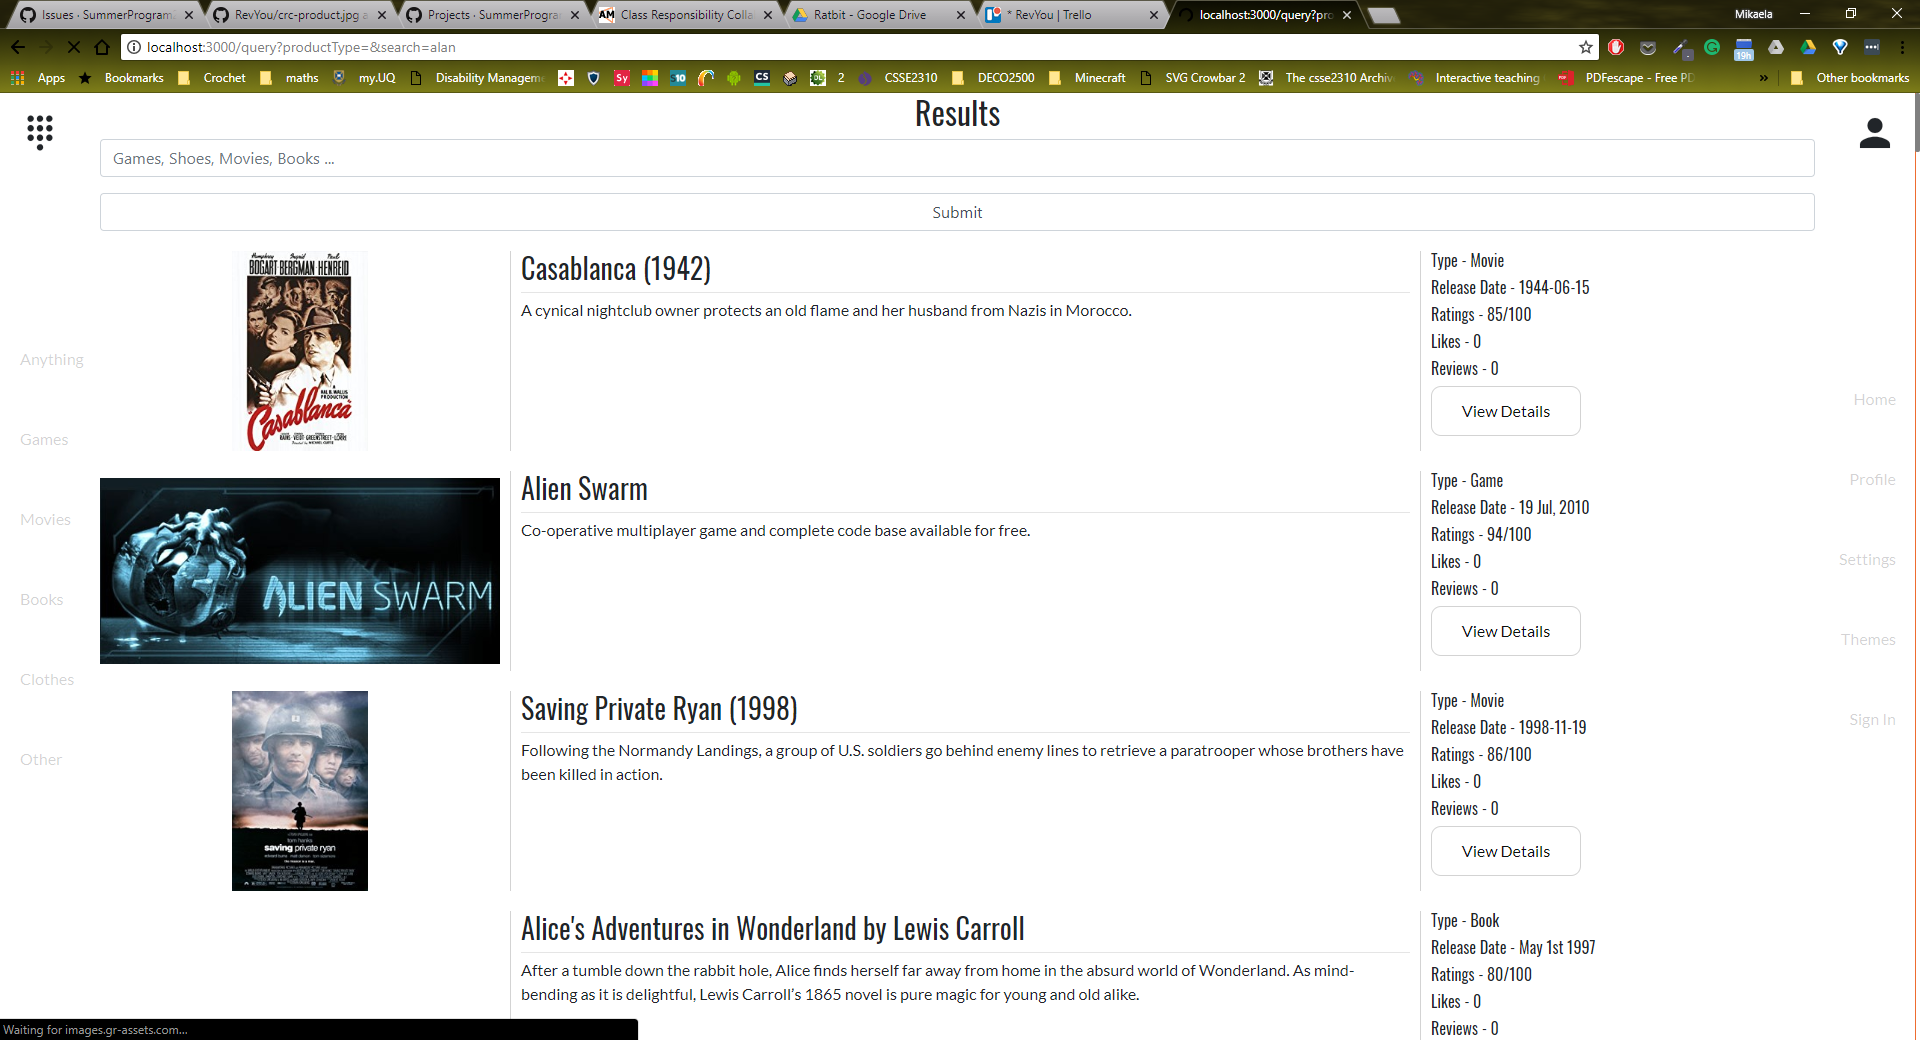 Issues · SummerProgram
RevYou/crc-product.jpg a
Projects · SummerProgra
Class Responsibility Colla
Ratbit - Google Drive
* RevYou | Trello
localhost:3000/query?pro
Mikaela
localhost:3000/query?productType=&search=alan
19h
Apps
Bookmarks
Crochet
maths
my.UQ
Disability Managem
2
CSSE2310
DECO2500
Minecraft
SVG Crowbar 2
The csse2310 Archiv
Interactive teaching
PDFescape - Free PD
»
Other bookmarks
Results
Games, Shoes, Movies, Books ...
Submit
Anything
Games
Movies
Books
Clothes
Other
Humphrey Ingrid Paul
BOGART BERGMAN HENREID
Casablanca
Casablanca (1942)
A cynical nightclub owner protects an old flame and her husband from Nazis in Morocco.
Type - Movie
Release Date - 1944-06-15
Ratings - 85/100
Likes - 0
Reviews - 0
View Details
ALIEN SWARM
Alien Swarm
Co-operative multiplayer game and complete code base available for free.
Type - Game
Release Date - 19 Jul, 2010
Ratings - 94/100
Likes - 0
Reviews - 0
View Details
tom hanks
saving private ryan
Saving Private Ryan (1998)
Following the Normandy Landings, a group of U.S. soldiers go behind enemy lines to retrieve a paratrooper whose brothers have
been killed in action.
Type - Movie
Release Date - 1998-11-19
Ratings - 86/100
Likes - 0
Reviews - 0
View Details
Alice's Adventures in Wonderland by Lewis Carroll
After a tumble down the rabbit hole, Alice finds herself far away from home in the absurd world of Wonderland. As mind-
bending as it is delightful, Lewis Carroll’s 1865 novel is pure magic for young and old alike.
Type - Book
Release Date - May 1st 1997
Ratings - 80/100
Likes - 0
Reviews - 0
Home
Profile
Settings
Themes
Sign In
Waiting for images.gr-assets.com...